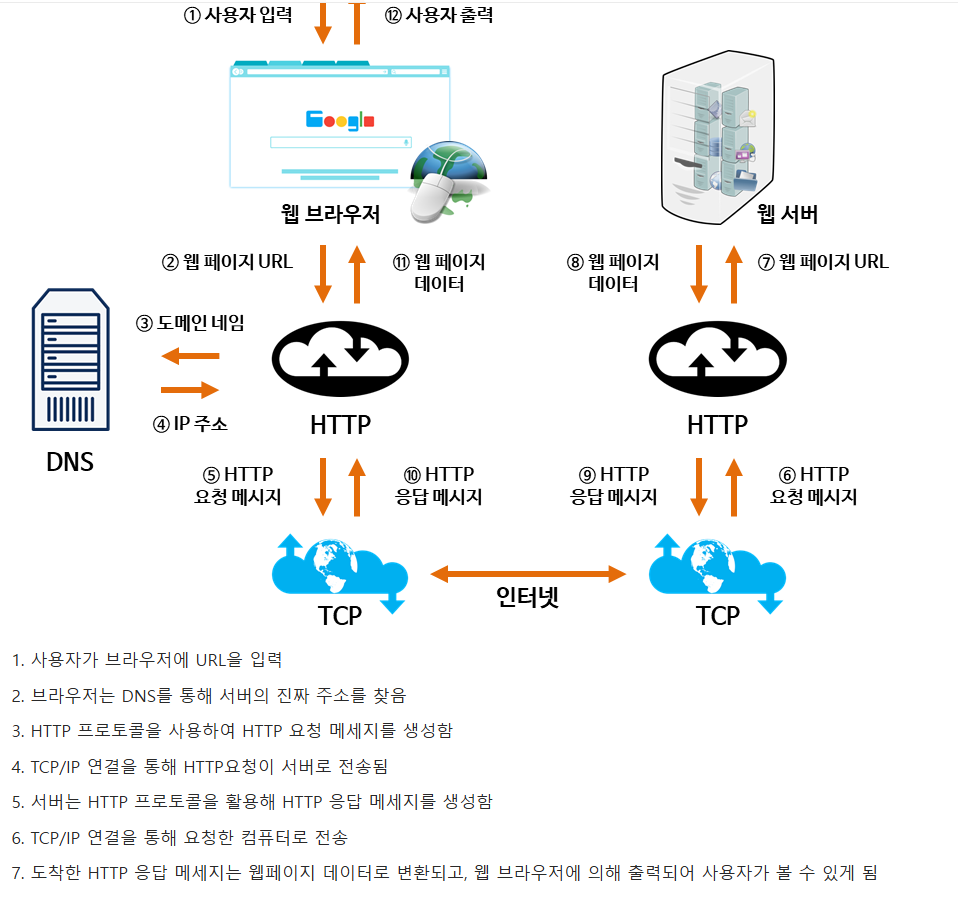 ① 사용자 입력
⑫ 사용자 출력
Google
웹 브라우저
웹 서버
② 웹 페이지 URL
⑪ 웹 페이지
데이터
⑧ 웹 페이지
데이터
⑦ 웹 페이지 URL
③ 도메인 네임
④ IP 주소
DNS
HTTP
HTTP
⑤ HTTP
요청 메시지
⑩ HTTP
응답 메시지
⑨ HTTP
응답 메시지
⑥ HTTP
요청 메시지
인터넷
TCP
TCP
1. 사용자가 브라우저에 URL을 입력
2. 브라우저는 DNS를 통해 서버의 진짜 주소를 찾음
3. HTTP 프로토콜을 사용하여 HTTP 요청 메세지를 생성함
4. TCP/IP 연결을 통해 HTTP요청이 서버로 전송됨
5. 서버는 HTTP 프로토콜을 활용해 HTTP 응답 메세지를 생성함
6. TCP/IP 연결을 통해 요청한 컴퓨터로 전송
7. 도착한 HTTP 응답 메세지는 웹페이지 데이터로 변환되고, 웹 브라우저에 의해 출력되어 사용자가 볼 수 있게 됨